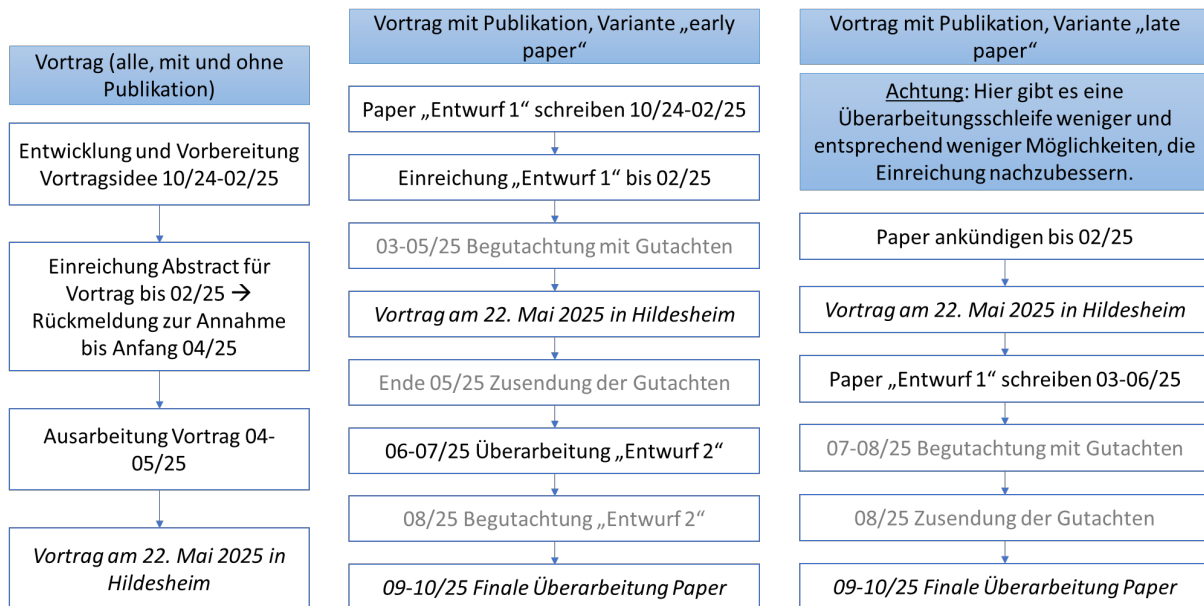 Vortrag (alle, mit und ohne
Publikation)
Entwicklung und Vorbereitung
Vortragsidee 10/24-02/25
Einreichung Abstract für
Vortrag bis 02/25 →
Rückmeldung zur Annahme
bis Anfang 04/25
Ausarbeitung Vortrag 04-
05/25
Vortrag am 22. Mai 2025 in
Hildesheim
Vortrag mit Publikation, Variante „early
paper“
Paper „Entwurf 1“ schreiben 10/24-02/25
Einreichung „Entwurf 1“ bis 02/25
03-05/25 Begutachtung mit Gutachten
Vortrag am 22. Mai 2025 in Hildesheim
Ende 05/25 Zusendung der Gutachten
06-07/25 Überarbeitung „Entwurf 2“
08/25 Begutachtung „Entwurf 2“
09-10/25 Finale Überarbeitung Paper
Vortrag mit Publikation, Variante „late
paper“
Achtung: Hier gibt es eine
Überarbeitungsschleife weniger und
entsprechend weniger Möglichkeiten, die
Einreichung nachzubessern.
Paper ankündigen bis 02/25
Vortrag am 22. Mai 2025 in Hildesheim
Paper „Entwurf 1“ schreiben 03-06/25
07-08/25 Begutachtung mit Gutachten
08/25 Zusendung der Gutachten
09-10/25 Finale Überarbeitung Paper